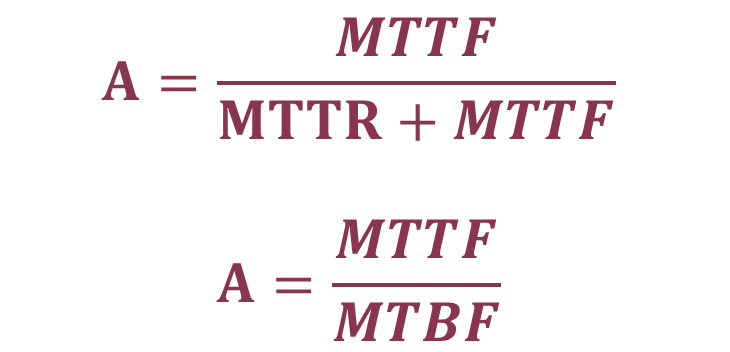 A = MTTF / MTTR + MTTF
A = MTTF / MTBF